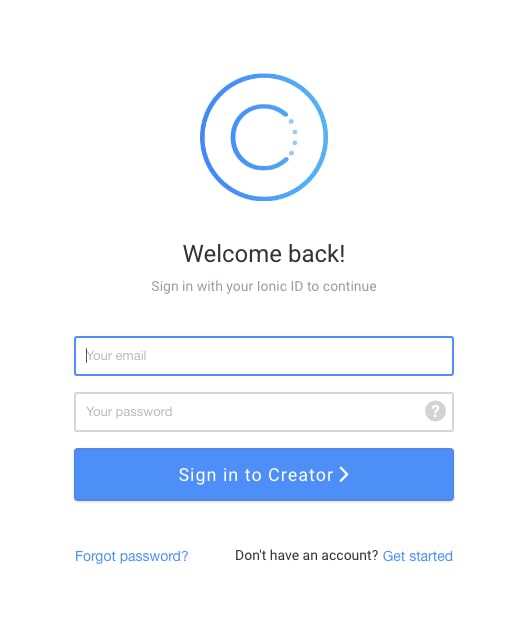 Welcome back!
Sign in with your Ionic ID to continue
Your email
Your password ?
Sign in to Creator
Forgot password? Don't have an account? Get started